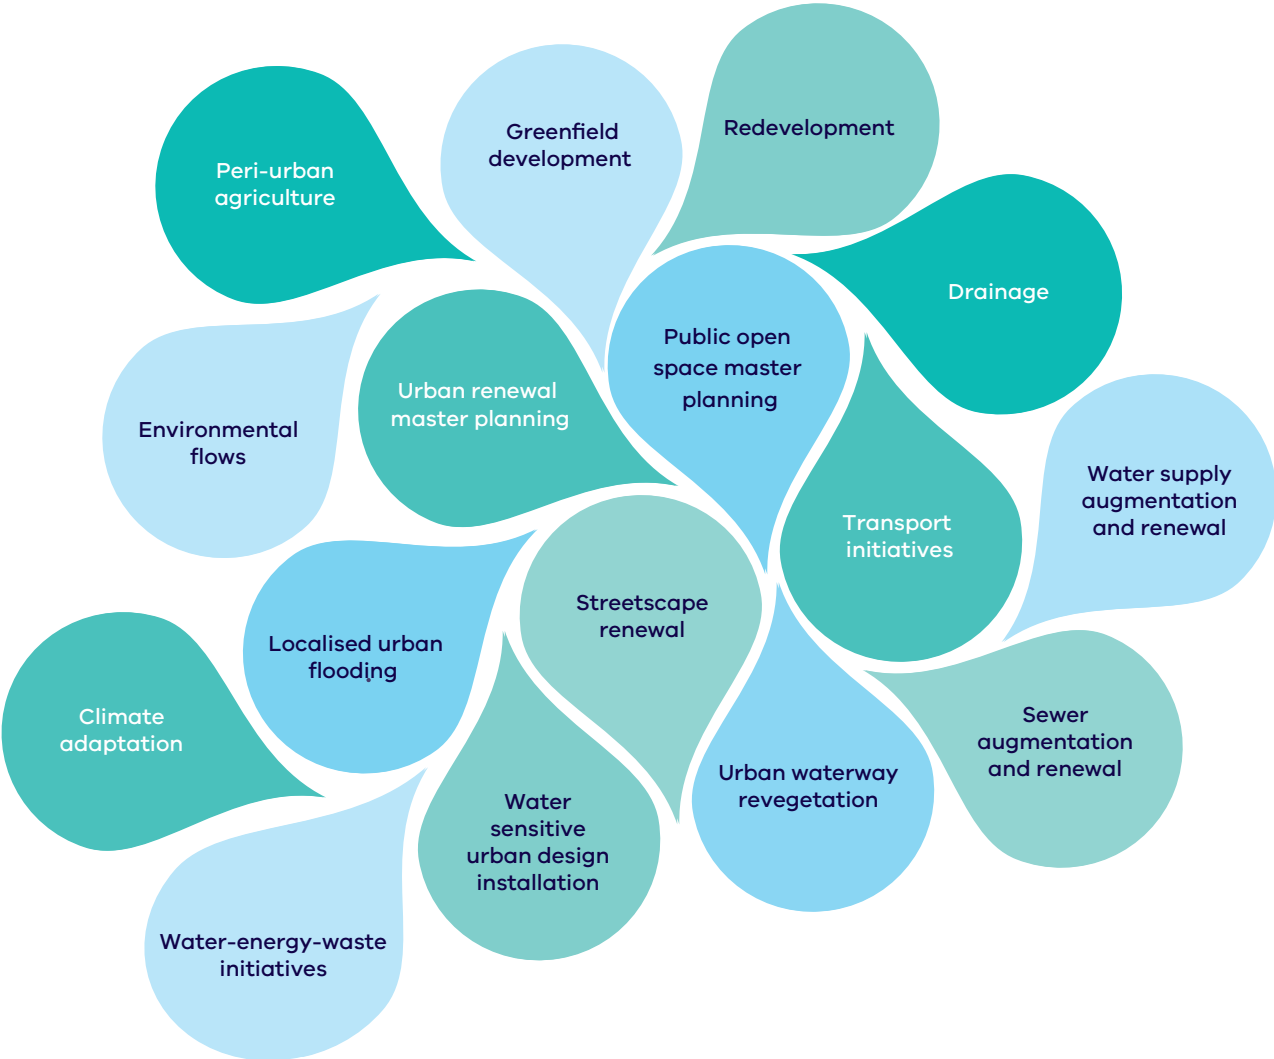 Redevelopment
Greenfield
development
Peri-urban
agriculture
Drainage
Public open
space master
planning
Urban renewal
master planning
Environmental
flows
Water supply
augmentation
and renewal
Transport
initiatives
Streetscape
renewal
Localised urban
flooding
Climate
adaptation
Sewer
augmentation
and renewal
Urban waterway
revegetation
Water
sensitive
urban design
installation
Water-energy-waste
initiatives